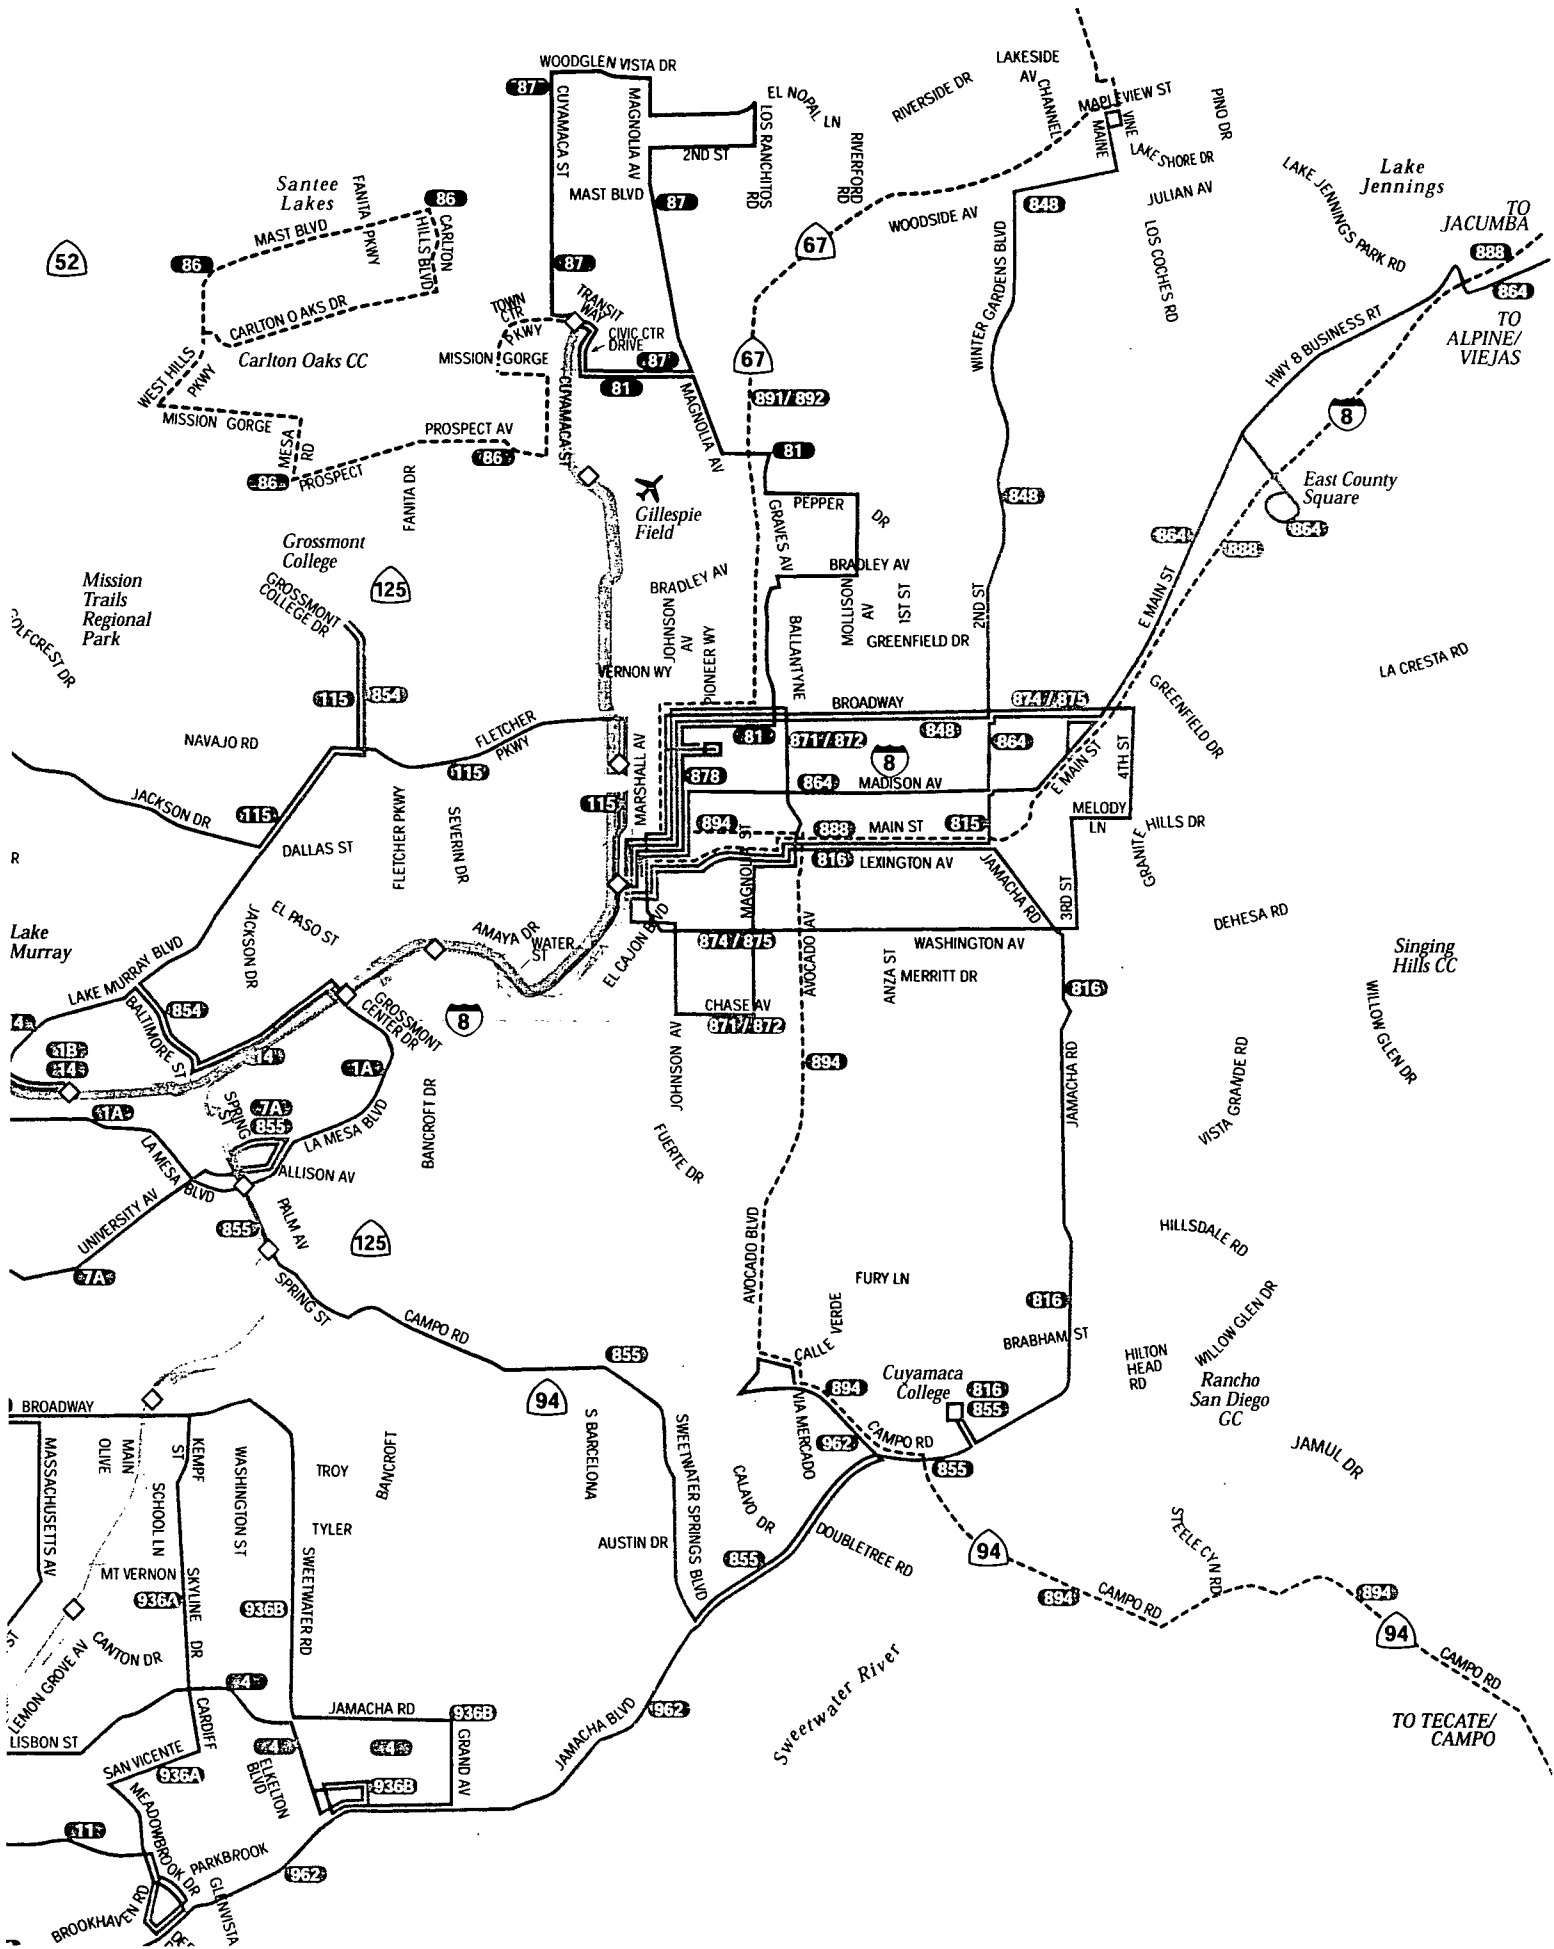 WOODGLEN VISTA DR
87
CUYAMACA ST
MAGNOLIA AV
2ND ST
LOS RANCHITOS RD
EL NOPAL
LN
RIVERFORD RD
RIVERSIDE DR
LAKESIDE
AV
CHANNEL
MAPLEVIEW ST
MAINE
VINE
LAKESHORE DR
PINO DR
JULIAN AV
LOS COCHES RD
LAKE JENNINGS PARK RD
Lake
Jennings
TO
JACUMBA
888
864
TO
ALPINE/
VIEJAS
Santee
Lakes
FANITA
PKWY
86
MAST BLVD
CARLTON
HILLS BLVD
52
86
CARLTON OAKS DR
Carlton Oaks CC
WEST HILLS
PKWY
MISSION GORGE
MESA
RD
86
PROSPECT
PROSPECT AV
86
FANITA DR
MAST BLVD
87
87
TRANSIT
WAY
TOWN
CTR
PKWY
CIVIC CTR
DRIVE
MISSION GORGE
87
81
CUYAMACA ST
MAGNOLIA AV
67
67
WOODSIDE AV
848
WINTER GARDENS BLVD
891/892
81
PEPPER
DR
GRAVES AV
848
HWY 8 BUSINESS RT
8
East County
Square
864
864
888
E MAIN ST
Gillespie
Field
Grossmont
College
GROSSMONT
COLLEGE DR
125
Mission
Trails
Regional
Park
GOLFCREST DR
BRADLEY AV
BRADLEY AV
JOHNSON
AV
PIONEER WY
VERNON WY
MOLLISON
AV
1ST ST
2ND ST
GREENFIELD DR
BALLANTYNE
LA CRESTA RD
GREENFIELD DR
115
854
NAVAJO RD
FLETCHER
PKWY
115
JACKSON DR
115
DALLAS ST
FLETCHER PKWY
SEVERIN DR
115
MARSHALL AV
BROADWAY
874/875
81
871/872
848
864
8
878
864
MADISON AV
E MAIN ST
4TH ST
MELODY
LN
GRANITE HILLS DR
894
888
MAIN ST
815
816
LEXINGTON AV
JAMACHA RD
3RD ST
MAGNOLIA ST
R
Lake
Murray
LAKE MURRAY BLVD
JACKSON DR
EL PASO ST
AMAYA DR
WATER
ST
EL CAJON BLVD
874/875
AVOCADO AV
WASHINGTON AV
ANZA ST
MERRITT DR
DEHESA RD
Singing
Hills CC
WILLOW GLEN DR
CHASE AV
871/872
816
BALTIMORE ST
854
GROSSMONT
CENTER DR
8
1B
14
14
1A
1A
SPRING
ST
7A
855
LA MESA BLVD
BANCROFT DR
JOHNSON AV
894
JAMACHA RD
VISTA GRANDE RD
LA MESA
BLVD
ALLISON AV
UNIVERSITY AV
855
PALM AV
125
7A
FUERTE DR
AVOCADO BLVD
HILLSDALE RD
SPRING ST
CAMPO RD
855
FURY LN
CALLE VERDE
816
BRABHAM ST
WILLOW GLEN DR
HILTON
HEAD
RD
Rancho
San Diego
GC
Cuyamaca
College
816
855
894
94
BROADWAY
MASSACHUSETTS AV
OLIVE
MAIN
KEMPF
ST
SCHOOL LN
WASHINGTON ST
TROY
BANCROFT
TYLER
S BARCELONA
AUSTIN DR
SWEETWATER SPRINGS BLVD
CALAVO DR
VIA MERCADO
962
CAMPO RD
855
JAMUL DR
STEELE CYN RD
DOUBLETREE RD
855
94
894
CAMPO RD
894
94
CAMPO RD
TO TECATE/
CAMPO
MT VERNON
936A
SKYLINE DR
936B
SWEETWATER RD
CANTON DR
LEMON GROVE AV
ST
4
LISBON ST
CARDIFF
JAMACHA RD
936B
4
4
GRAND AV
936B
ELKELTON
BLVD
SAN VICENTE
936A
MEADOWBROOK DR
JAMACHA BLVD
962
Sweetwater River
11
PARKBROOK
962
BROOKHAVEN RD
GLENVISTA